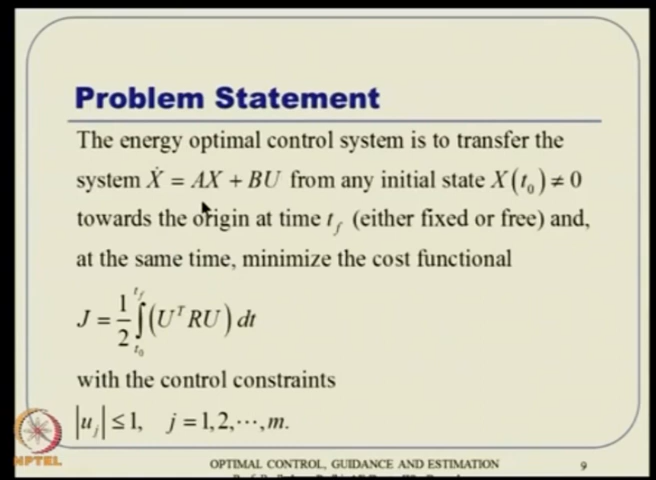 Problem Statement
The energy optimal control system is to transfer the
system Ẋ = AX + BU from any initial state X(t₀) ≠ 0
towards the origin at time t_f (either fixed or free) and,
at the same time, minimize the cost functional
J = 1/2 ∫_{t₀}^{t_f} (UᵀRU) dt
with the control constraints
|u_j| ≤ 1, j = 1, 2, ⋯, m.
NPTEL
OPTIMAL CONTROL, GUIDANCE AND ESTIMATION 9